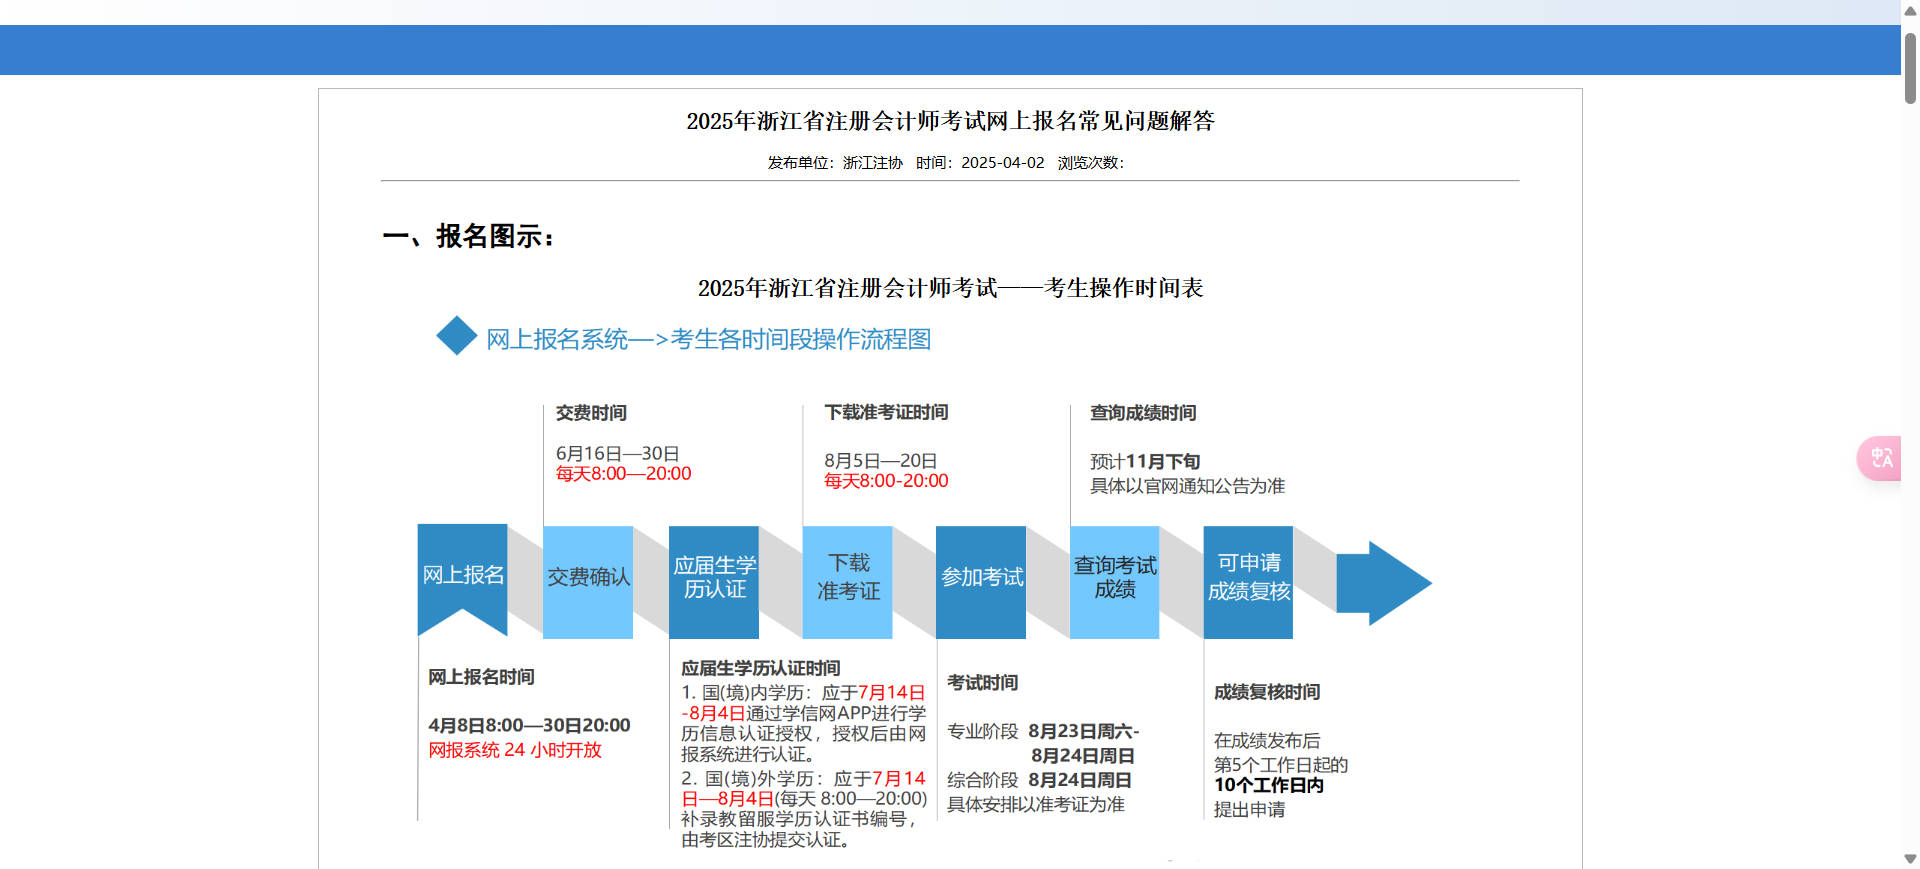 2025年浙江省注册会计师考试网上报名常见问题解答
发布单位：浙江注协 时间：2025-04-02 浏览次数：
一、报名图示：
2025年浙江省注册会计师考试——考生操作时间表
网上报名系统—>考生各时间段操作流程图
交费时间
6月16日—30日
每天8:00—20:00
下载准考证时间
8月5日—20日
每天8:00-20:00
查询成绩时间
预计11月下旬
具体以官网通知公告为准
网上报名
交费确认
应届生学
历认证
下载
准考证
参加考试
查询考试
成绩
可申请
成绩复核
网上报名时间
4月8日8:00—30日20:00
网报系统 24 小时开放
应届生学历认证时间
1. 国(境)内学历：应于7月14日
-8月4日通过学信网APP进行学
历信息认证授权，授权后由网
报系统进行认证。
2. 国(境)外学历：应于7月14
日—8月4日(每天 8:00—20:00)
补录教留服学历认证书编号，
由考区注协提交认证。
考试时间
专业阶段 8月23日周六-
8月24日周日
综合阶段 8月24日周日
具体安排以准考证为准
成绩复核时间
在成绩发布后
第5个工作日起的
10个工作日内
提出申请
中A